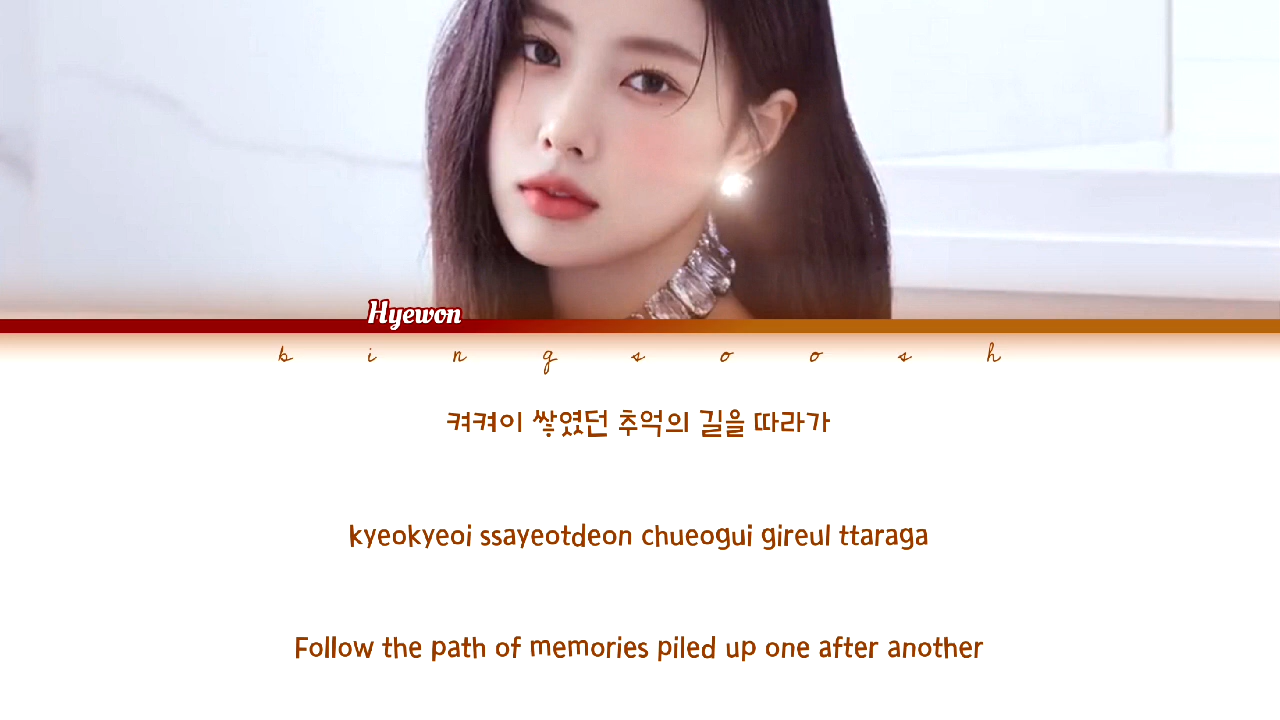 Hyewon
bingsoosh
켜켜이 쌓였던 추억의 길을 따라가
kyeokyeoi ssayeotdeon chueogui gireul ttaraga
Follow the path of memories piled up one after another